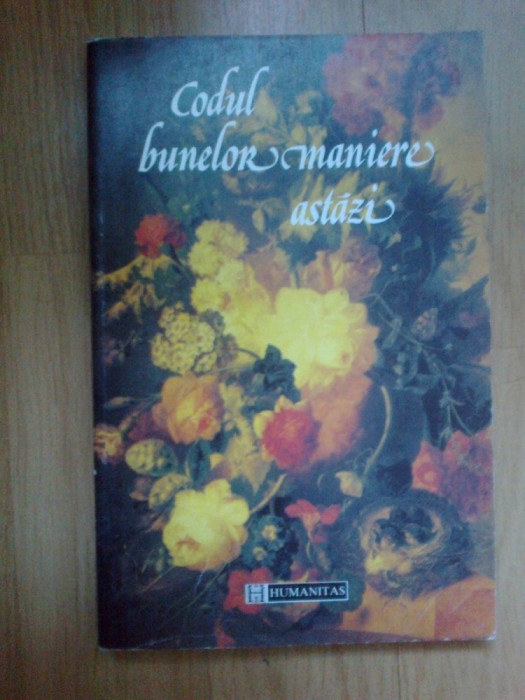 Codul
bunelor maniere
astăzi
HUMANITAS